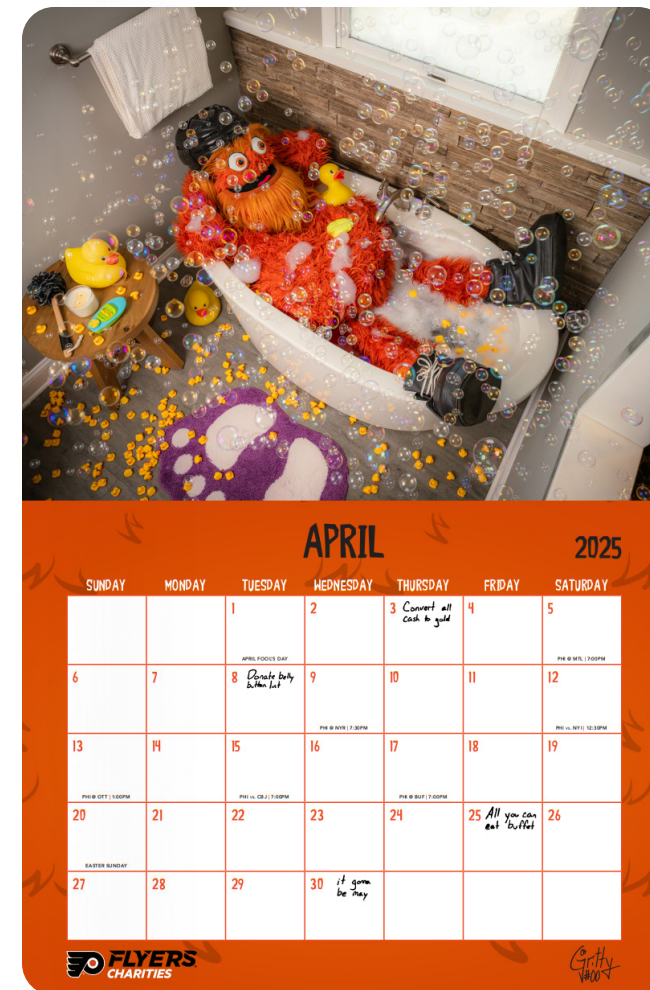 APRIL
2025
SUNDAY MONDAY TUESDAY WEDNESDAY THURSDAY FRIDAY SATURDAY
1
APRIL FOOL'S DAY
2
3 Convert all
cash to gold
4
5
PHI @ MTL | 7:00PM
6
7
8 Donate belly
button lint
9
PHI @ NYR | 7:30PM
10
11
12
PHI vs. NYI | 12:30PM
13
PHI @ OTT | 5:00PM
14
15
PHI vs. CBJ | 7:00PM
16
17
PHI @ BUF | 7:00PM
18
19
20
EASTER SUNDAY
21
22
23
24
25 All you can
eat buffet
26
27
28
29
30 it gonna
be may
FLYERS
CHARITIES
Gritty
#00